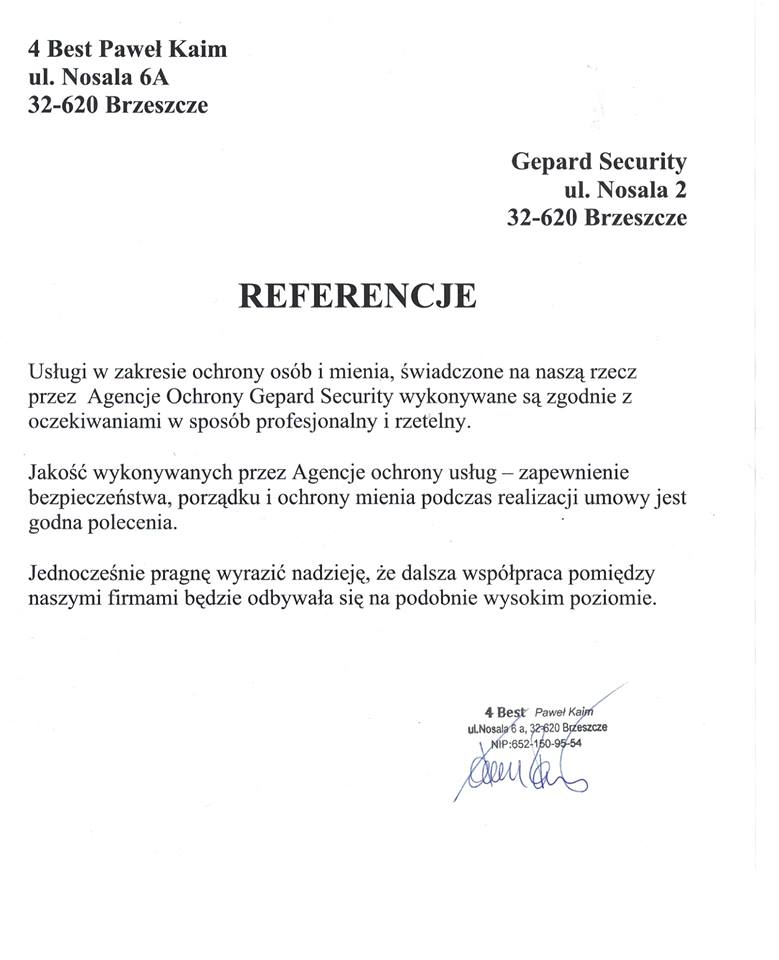 4 Best Paweł Kaim
ul. Nosala 6A
32-620 Brzeszcze
Gepard Security
ul. Nosala 2
32-620 Brzeszcze
REFERENCJE
Usługi w zakresie ochrony osób i mienia, świadczone na naszą rzecz
przez Agencje Ochrony Gepard Security wykonywane są zgodnie z
oczekiwaniami w sposób profesjonalny i rzetelny.
Jakość wykonywanych przez Agencje ochrony usług – zapewnienie
bezpieczeństwa, porządku i ochrony mienia podczas realizacji umowy jest
godna polecenia.
Jednocześnie pragnę wyrazić nadzieję, że dalsza współpraca pomiędzy
naszymi firmami będzie odbywała się na podobnie wysokim poziomie.
4 Best Paweł Kaim
ul.Nosala 6 a, 32-620 Brzeszcze
NIP:652-160-95-54